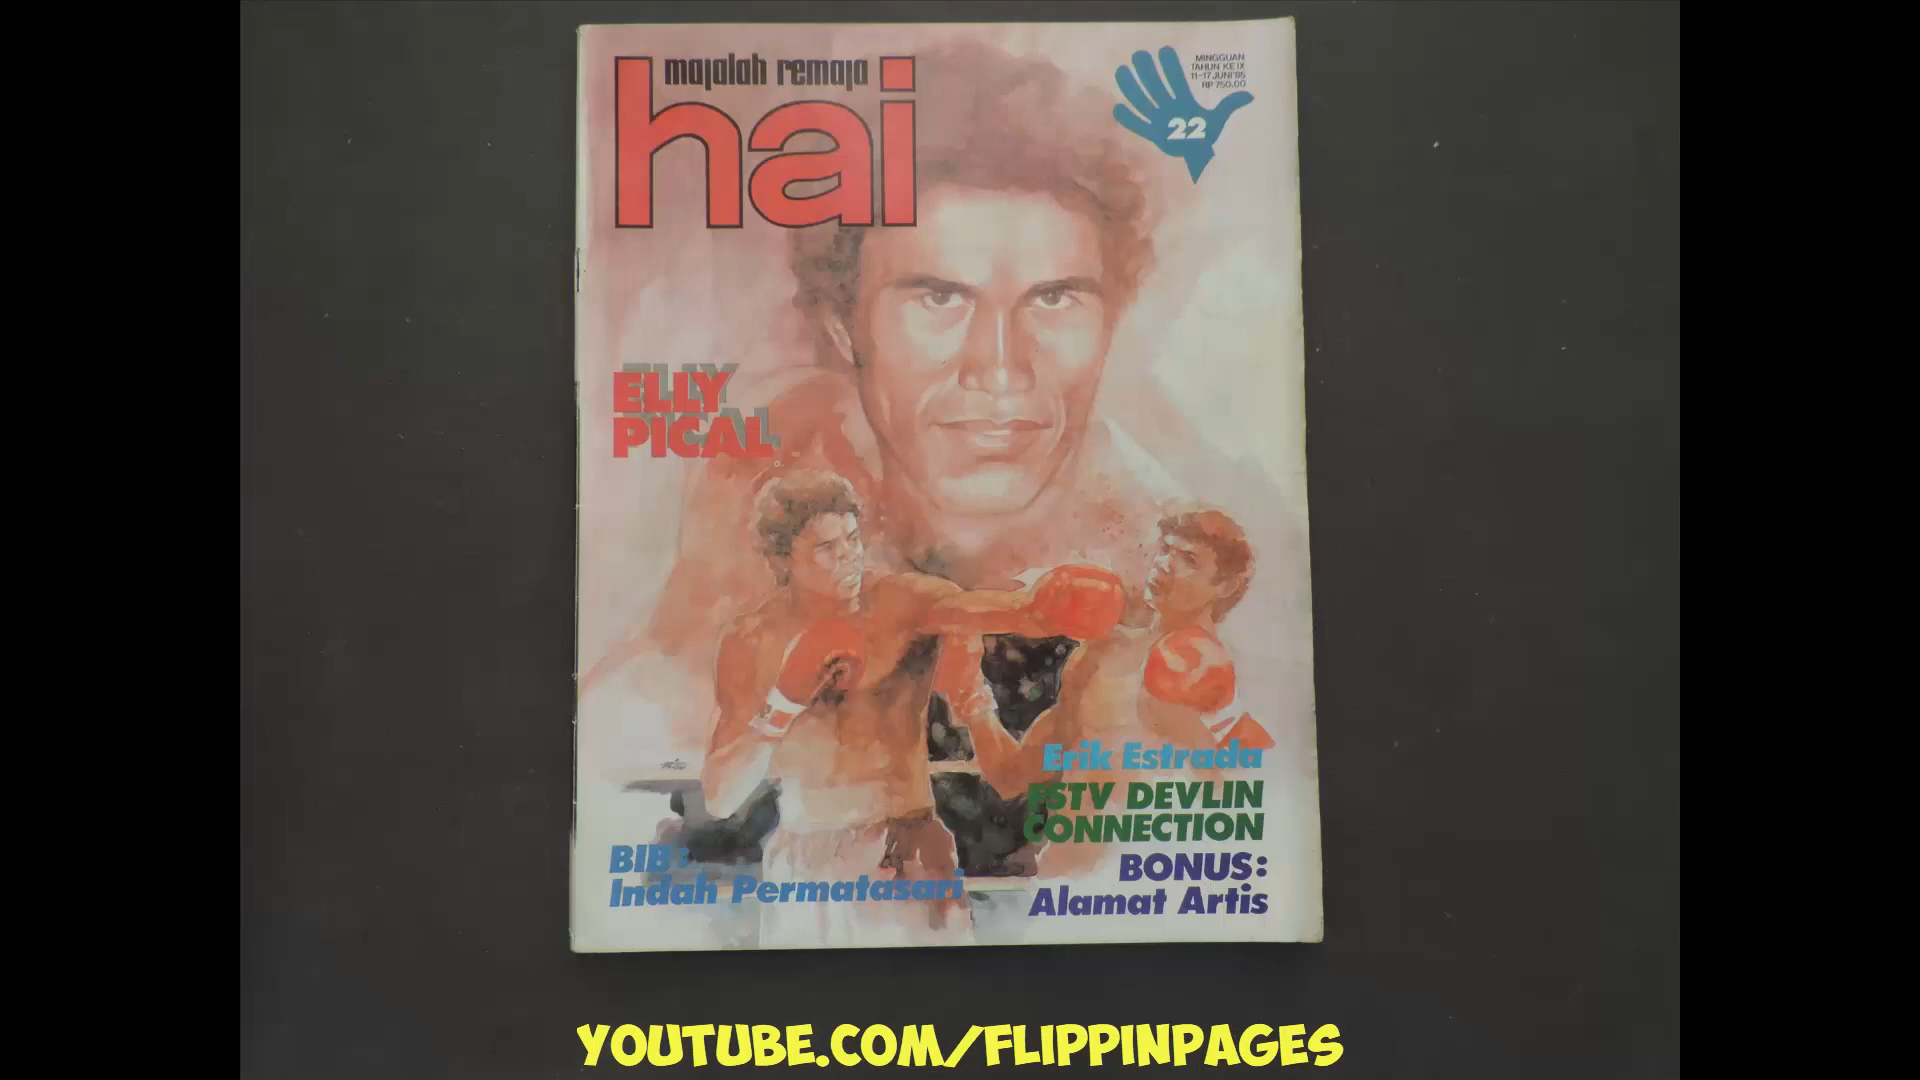 majalah remaja
hai
MINGGUAN
TAHUN KE IX
11-17 JUNI '85
RP 750,00
22
ELLY
PICAL
Erik Estrada
FSTV DEVLIN
CONNECTION
BIB:
Indah Permatasari
BONUS:
Alamat Artis
YOUTUBE.COM/FLIPPINPAGES